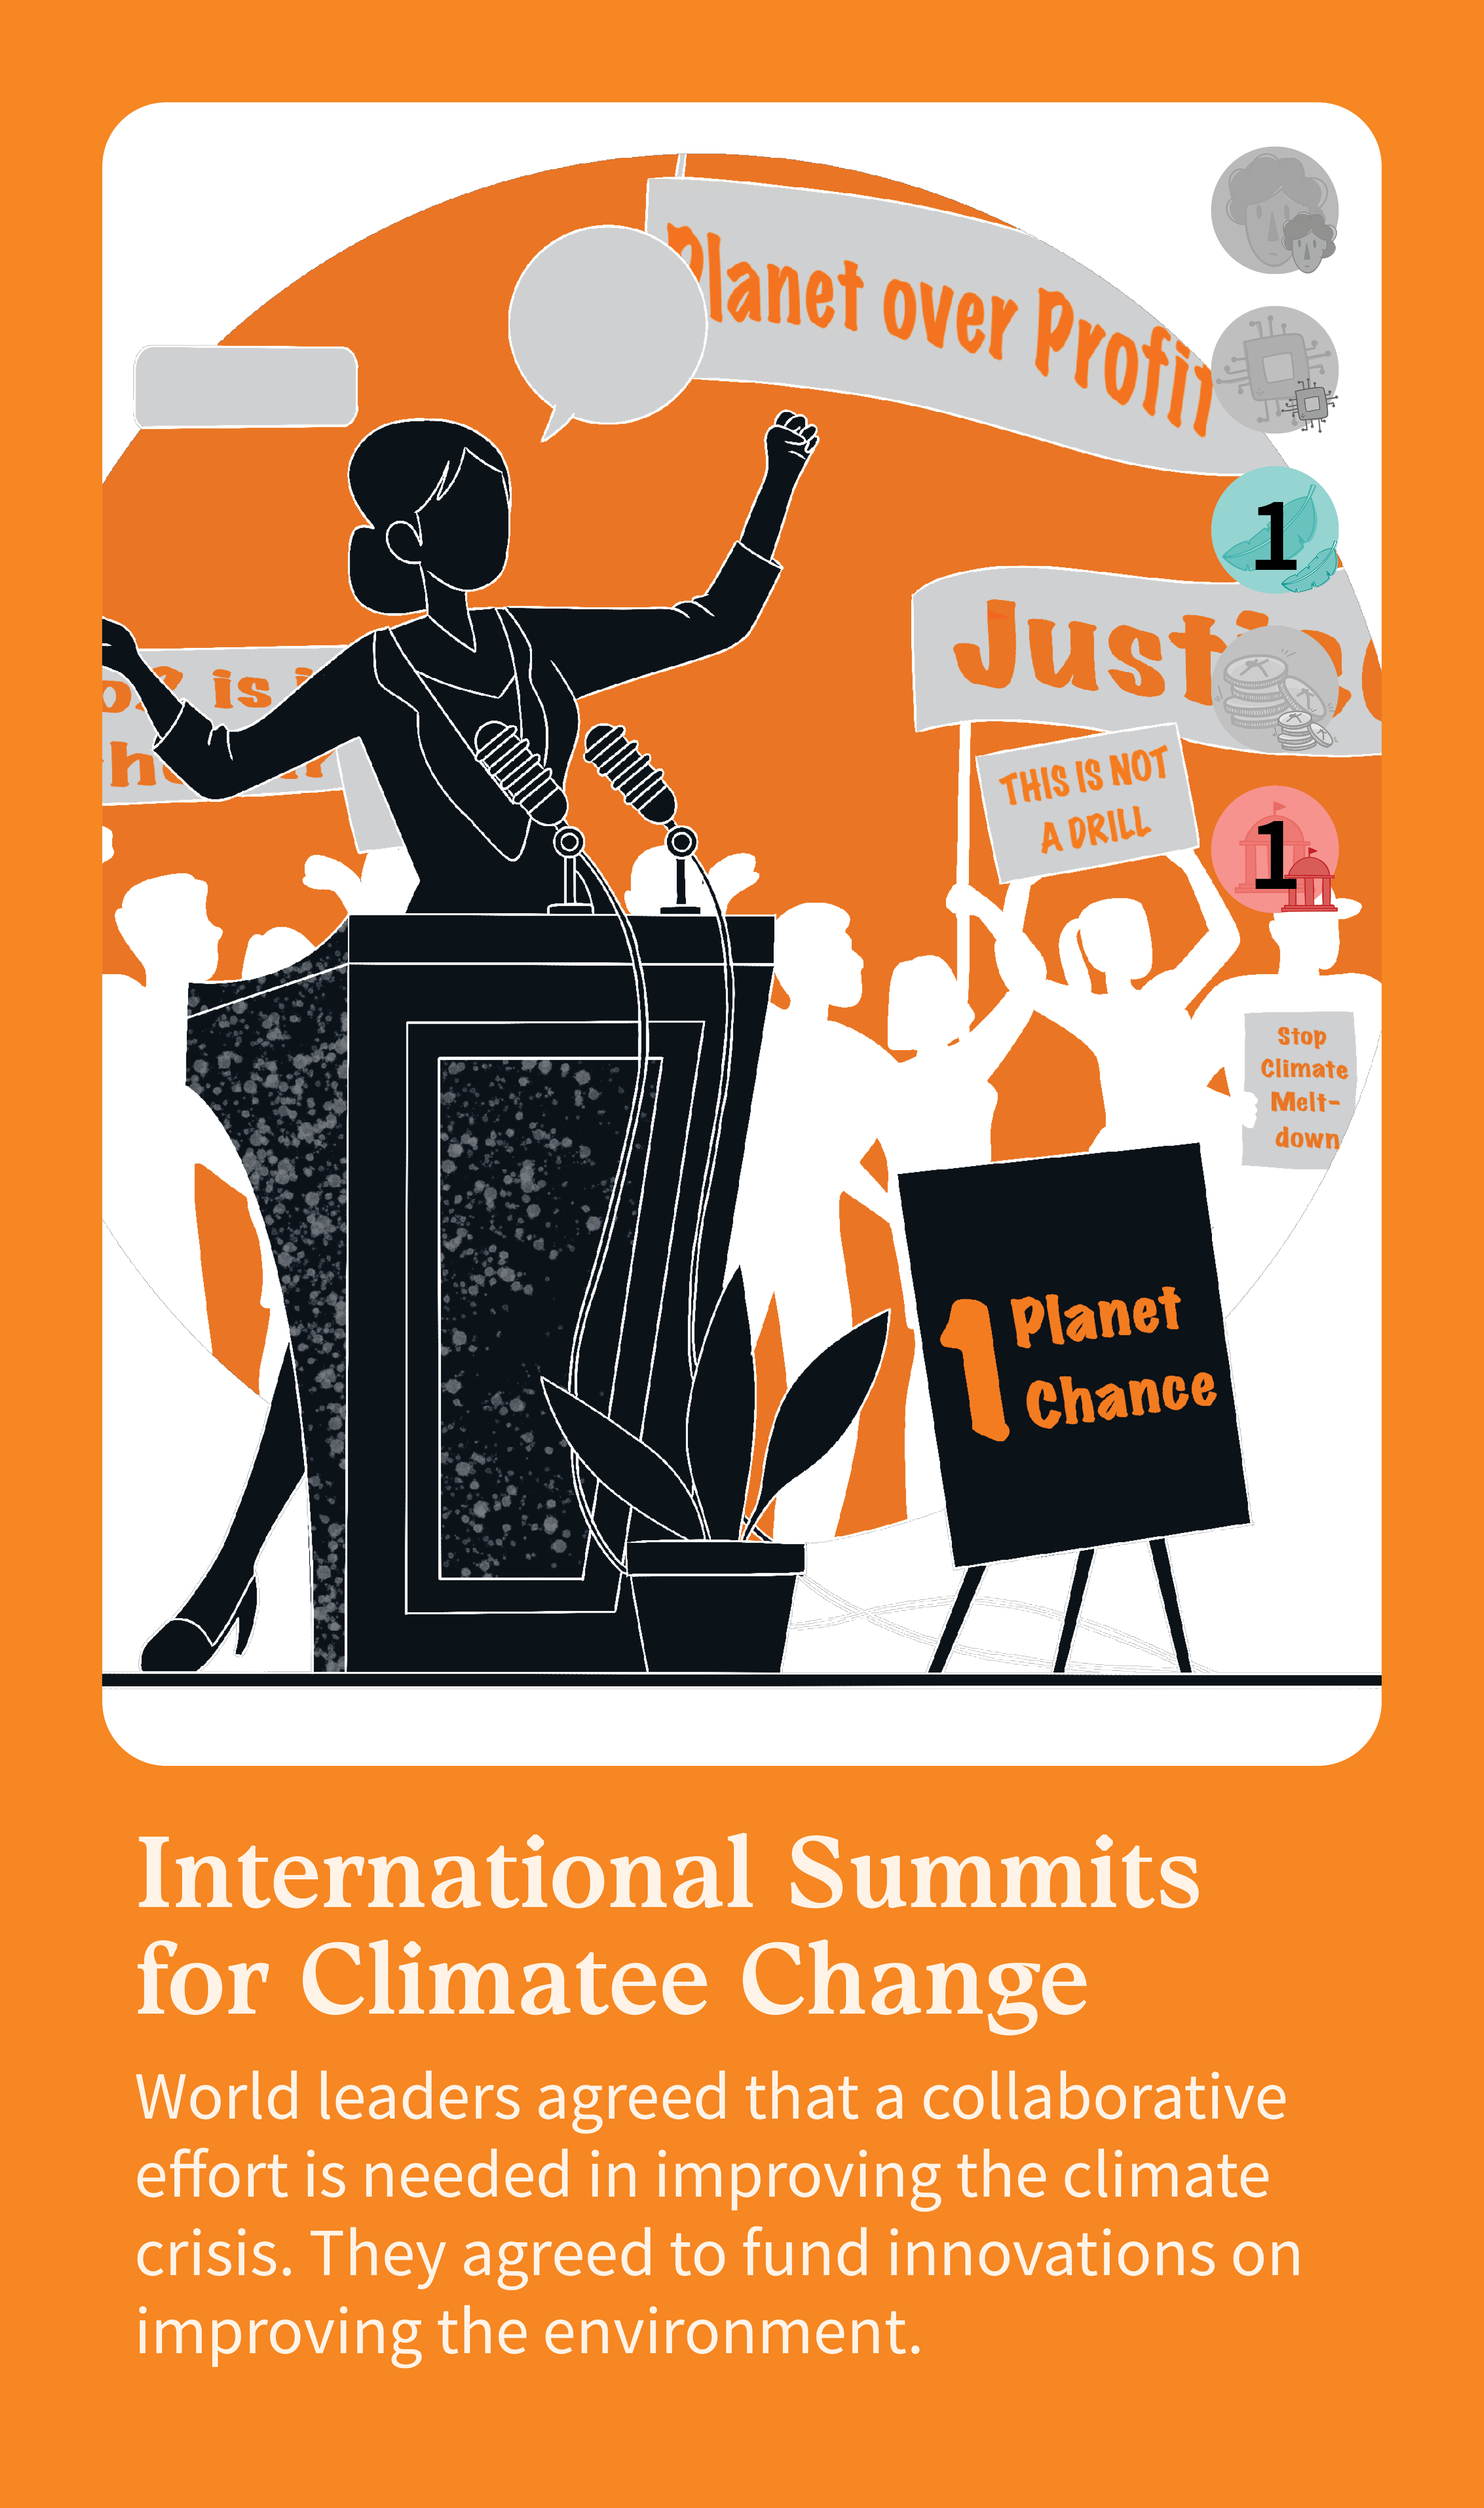 Planet over Profit
1
Justice
is
THIS IS NOT
A DRILL
1
Stop
Climate
Melt-
down
1 Planet
Chance
International Summits
for Climatee Change
World leaders agreed that a collaborative
effort is needed in improving the climate
crisis. They agreed to fund innovations on
improving the environment.